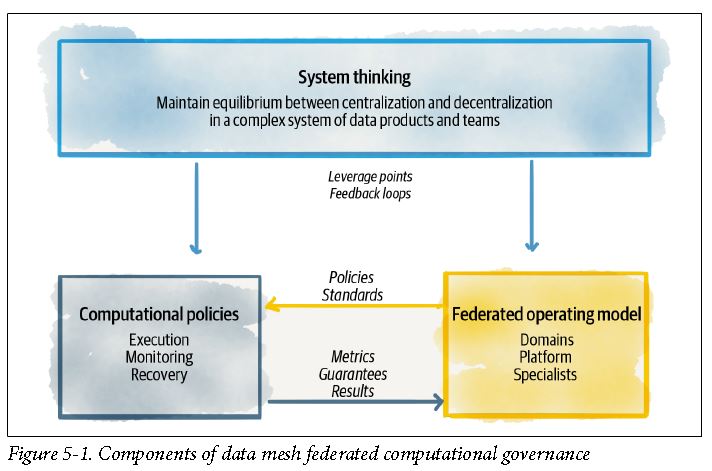 System thinking
Maintain equilibrium between centralization and decentralization
in a complex system of data products and teams
Leverage points
Feedback loops
Policies
Standards
Computational policies
Execution
Monitoring
Recovery
Federated operating model
Domains
Platform
Specialists
Metrics
Guarantees
Results
Figure 5-1. Components of data mesh federated computational governance